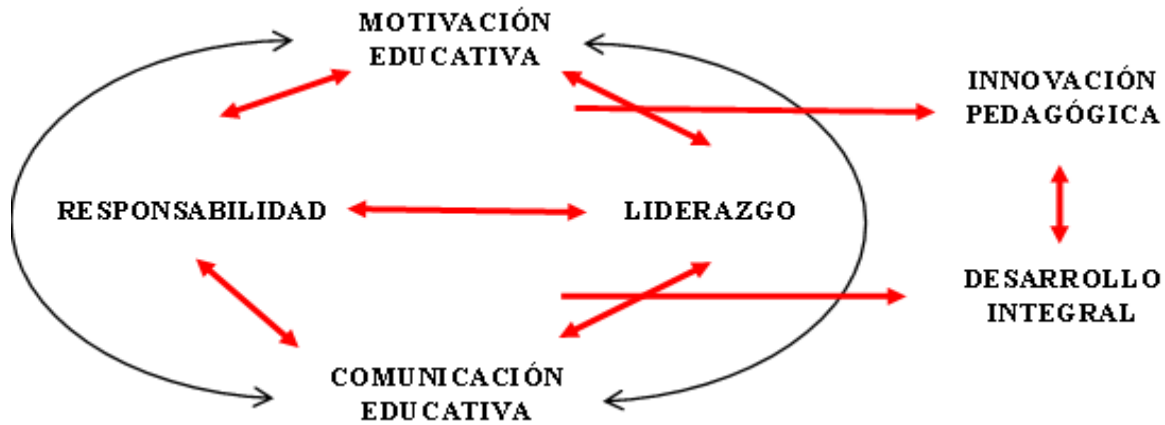 MOTIVACIÓN
EDUCATIVA
INNOVACIÓN
PEDAGÓGICA
RESPONSABILIDAD
LIDERAZGO
DESARROLLO
INTEGRAL
COMUNICACIÓN
EDUCATIVA